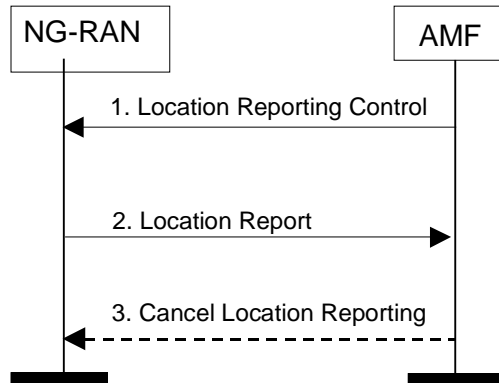 NG-RAN
AMF
1. Location Reporting Control
2. Location Report
3. Cancel Location Reporting